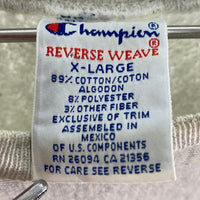 Champion®
REVERSE WEAVE®
X-LARGE
89% COTTON/COTON
ALGODON
8% POLYESTER
3% OTHER FIBER
EXCLUSIVE OF TRIM
ASSEMBLED IN
MEXICO
OF U.S. COMPONENTS
RN 26094 CA 21356
FOR CARE SEE REVERSE